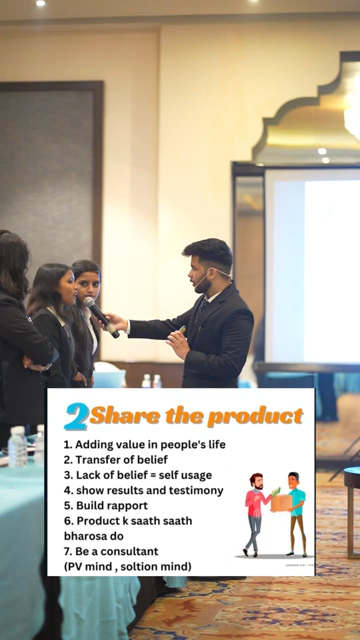 2 Share the product
1. Adding value in people's life
2. Transfer of belief
3. Lack of belief = self usage
4. show results and testimony
5. Build rapport
6. Product k saath saath
bharosa do
7. Be a consultant
(PV mind , soltion mind)